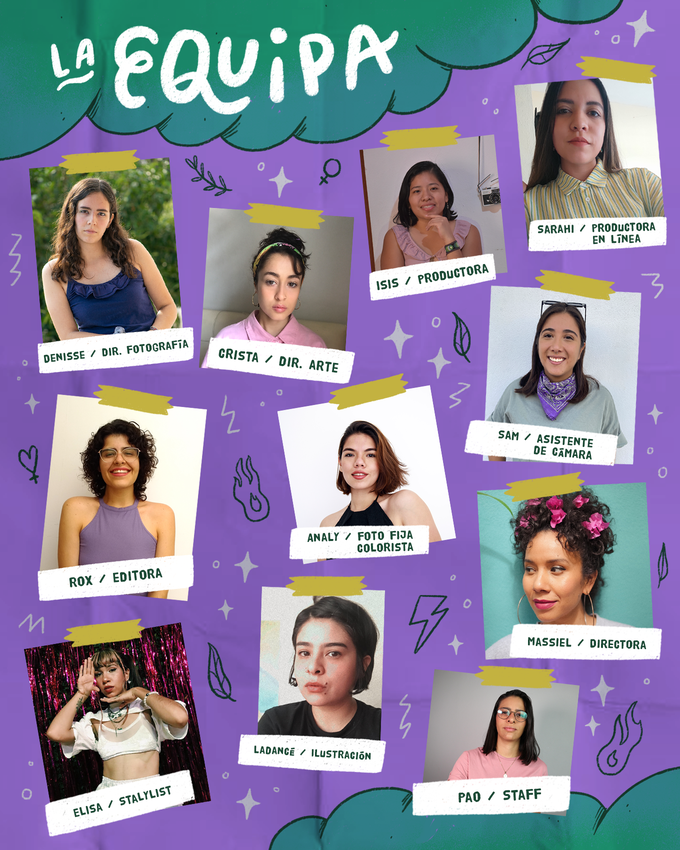 LA EQUIPA
SARAHI / PRODUCTORA
EN LÍNEA
ISIS / PRODUCTORA
DENISSE / DIR. FOTOGRAFÍA
CRISTA / DIR. ARTE
SAM / ASISTENTE
DE CÁMARA
ANALY / FOTO FIJA
COLORISTA
ROX / EDITORA
MASSIEL / DIRECTORA
LADANCE / ILUSTRACIÓN
ELISA / STALYLIST
PAO / STAFF